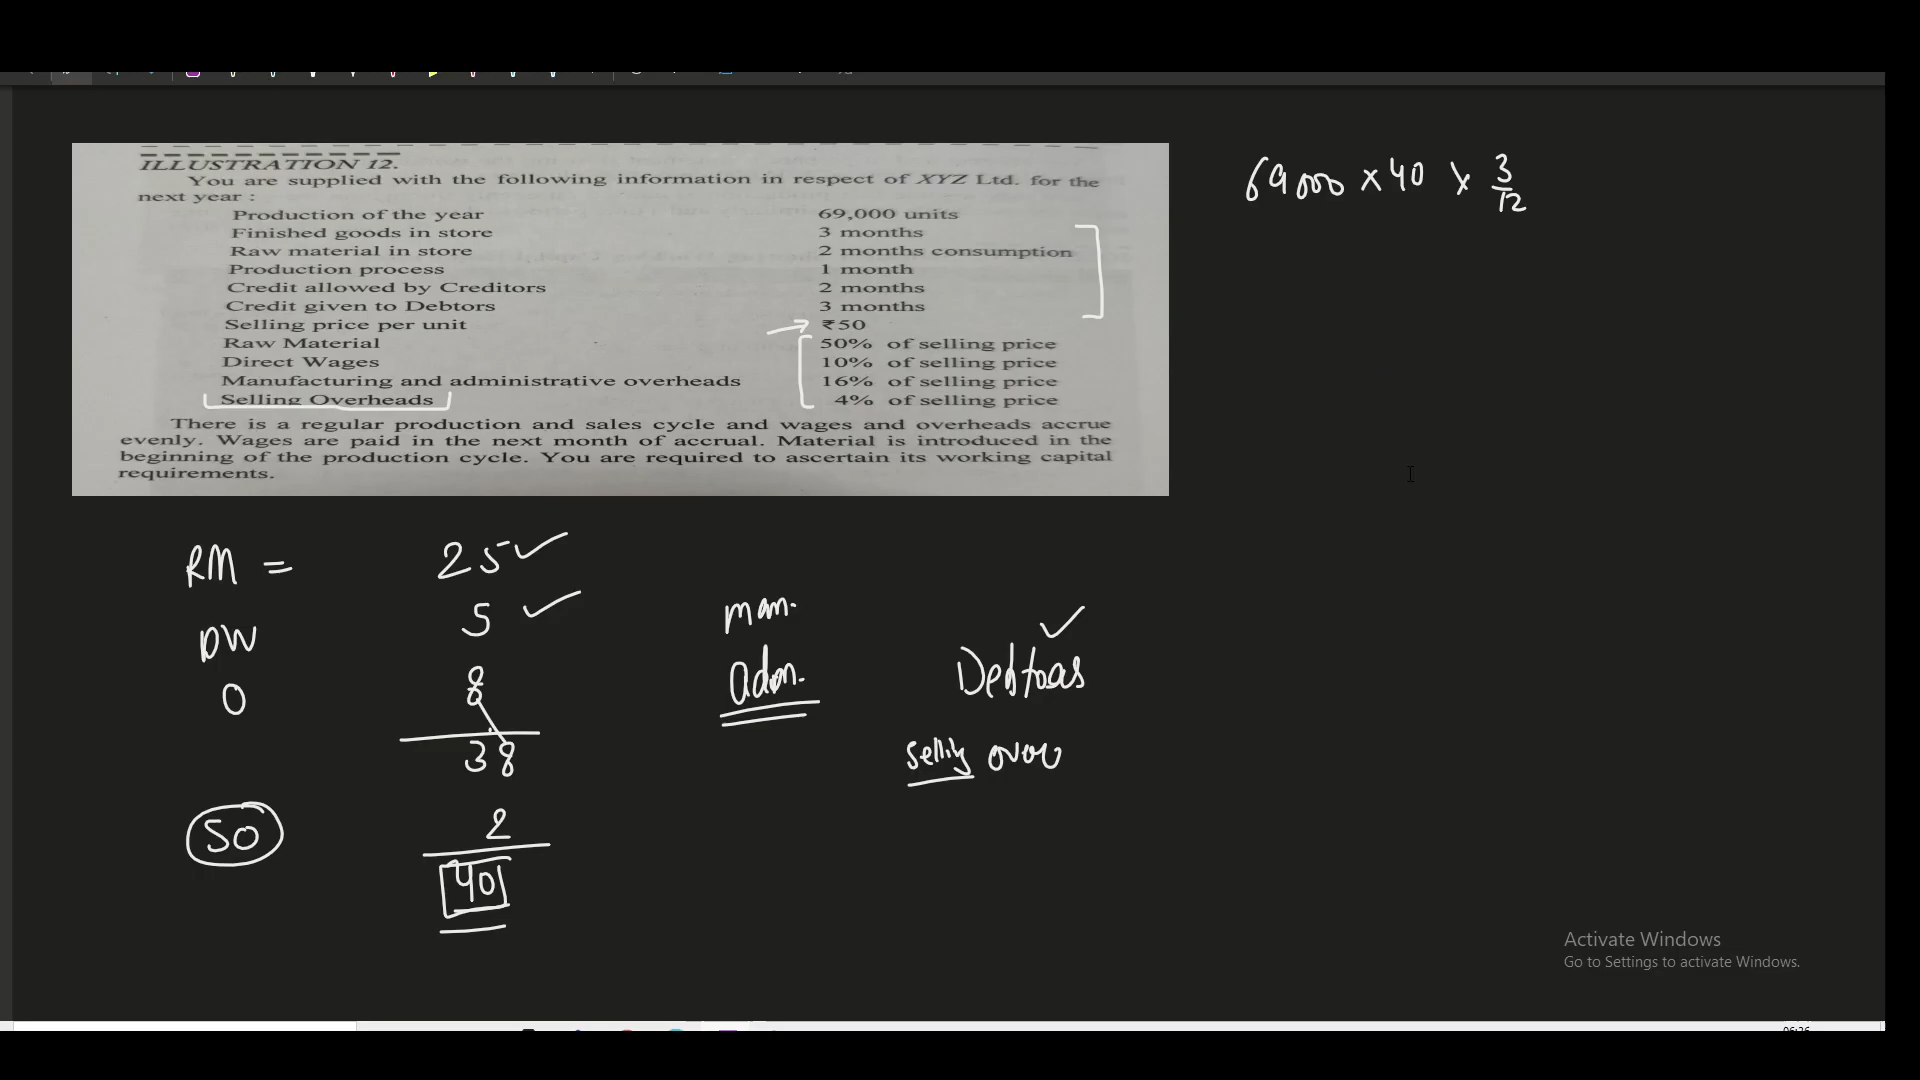 ILLUSTRATION 12.
You are supplied with the following information in respect of XYZ Ltd. for the
next year :
Production of the year 69,000 units
Finished goods in store 3 months
Raw material in store 2 months consumption
Production process 1 month
Credit allowed by Creditors 2 months
Credit given to Debtors 3 months
Selling price per unit ₹50
Raw Material 50% of selling price
Direct Wages 10% of selling price
Manufacturing and administrative overheads 16% of selling price
Selling Overheads 4% of selling price
There is a regular production and sales cycle and wages and overheads accrue
evenly. Wages are paid in the next month of accrual. Material is introduced in the
beginning of the production cycle. You are required to ascertain its working capital
requirements.
69000 × 40 × 3/12
RM = 25
DW 5
O 8
38
SO 2
40
man.
adm.
Debtors
selling over
Activate Windows
Go to Settings to activate Windows.